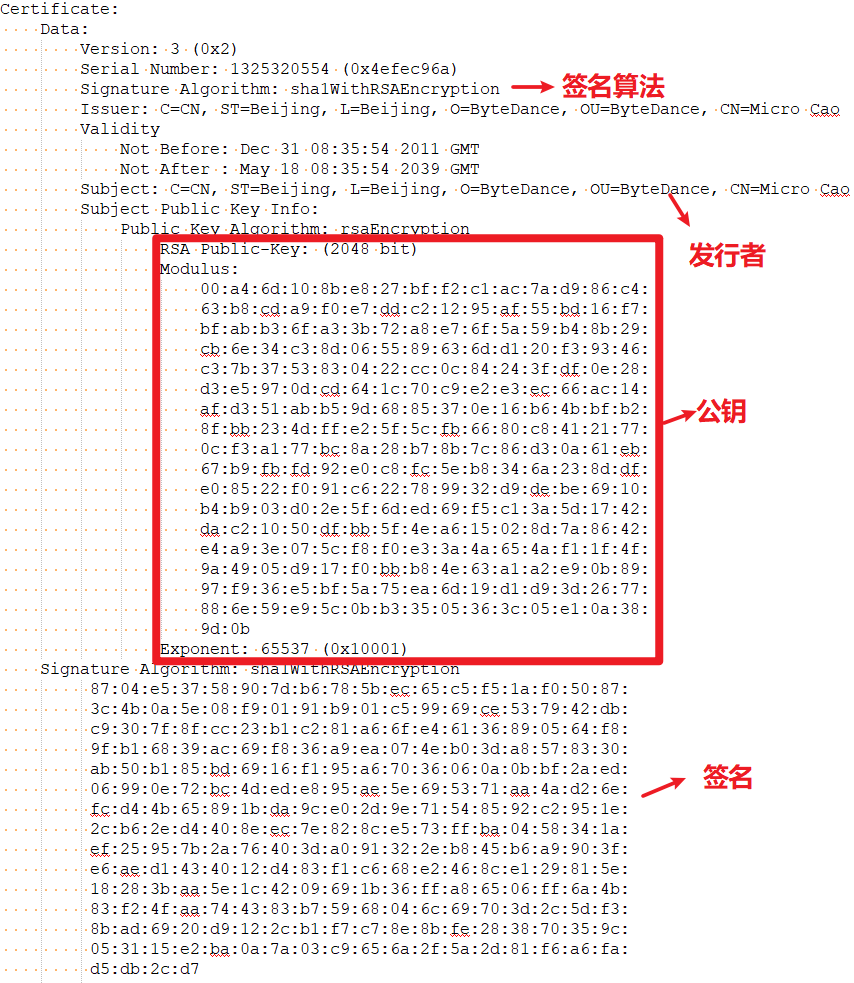 Certificate:
Data:
Version: 3 (0x2)
Serial Number: 1325320554 (0x4efec96a)
Signature Algorithm: sha1WithRSAEncryption 签名算法
Issuer: C=CN, ST=Beijing, L=Beijing, O=ByteDance, OU=ByteDance, CN=Micro Cao
Validity
Not Before: Dec 31 08:35:54 2011 GMT
Not After : May 18 08:35:54 2039 GMT
Subject: C=CN, ST=Beijing, L=Beijing, O=ByteDance, OU=ByteDance, CN=Micro Cao
Subject Public Key Info:
Public Key Algorithm: rsaEncryption
RSA Public-Key: (2048 bit)
发行者
Modulus:
00:a4:6d:10:8b:e8:27:bf:f2:c1:ac:7a:d9:86:c4:
63:b8:cd:a9:f0:e7:dd:c2:12:95:af:55:bd:16:f7:
bf:ab:b3:6f:a3:3b:72:a8:e7:6f:5a:59:b4:8b:29:
cb:6e:34:c3:8d:06:55:89:63:6d:d1:20:f3:93:46:
c3:7b:37:53:83:04:22:cc:0c:84:24:3f:df:0e:28:
d3:e5:97:0d:cd:64:1c:70:c9:e2:e3:ec:66:ac:14:
af:d3:51:ab:b5:9d:68:85:37:0e:16:b6:4b:bf:b2:
公钥
8f:bb:23:4d:ff:e2:5f:5c:fb:66:80:c8:41:21:77:
0c:f3:a1:77:bc:8a:28:b7:8b:7c:86:d3:0a:61:eb:
67:b9:fb:fd:92:e0:c8:fc:5e:b8:34:6a:23:8d:df:
e0:85:22:f0:91:c6:22:78:99:32:d9:de:be:69:10:
b4:b9:03:d0:2e:5f:6d:ed:69:f5:c1:3a:5d:17:42:
da:c2:10:50:df:bb:5f:4e:a6:15:02:8d:7a:86:42:
e4:a9:3e:07:5c:f8:f0:e3:3a:4a:65:4a:f1:1f:4f:
9a:49:05:d9:17:f0:bb:b8:4e:63:a1:a2:e9:0b:89:
97:f9:36:e5:bf:5a:75:ea:6d:19:d1:d9:3d:26:77:
88:6e:59:e9:5c:0b:b3:35:05:36:3c:05:e1:0a:38:
9d:0b
Exponent: 65537 (0x10001)
Signature Algorithm: sha1WithRSAEncryption
87:04:e5:37:58:90:7d:b6:78:5b:ec:65:c5:f5:1a:f0:50:87:
3c:4b:0a:5e:08:f9:01:91:b9:01:c5:99:69:ce:53:79:42:db:
c9:30:7f:8f:cc:23:b1:c2:81:a6:6f:e4:61:36:89:05:64:f8:
9f:b1:68:39:ac:69:f8:36:a9:ea:07:4e:b0:3d:a8:57:83:30:
ab:50:b1:85:bd:69:16:f1:95:a6:70:36:06:0a:0b:bf:2a:ed:
签名
06:99:0e:72:bc:4d:ed:e8:95:ae:5e:69:53:71:aa:4a:d2:6e:
fc:d4:4b:65:89:1b:da:9c:e0:2d:9e:71:54:85:92:c2:95:1e:
2c:b6:2e:d4:40:8e:ec:7e:82:8c:e5:73:ff:ba:04:58:34:1a:
ef:25:95:7b:2a:76:40:3d:a0:91:32:2e:b8:45:b6:a9:90:3f:
e6:ae:d1:43:40:12:d4:83:f1:c6:68:e2:46:8c:e1:29:81:5e:
18:28:3b:aa:5e:1c:42:09:69:1b:36:ff:a8:65:06:ff:6a:4b:
83:f2:4f:aa:74:43:83:b7:59:68:04:6c:69:70:3d:2c:5d:f3:
8b:ad:69:20:d9:12:2c:b1:f7:c7:8e:8b:fe:28:38:70:35:9c:
05:31:15:e2:ba:0a:7a:03:c9:65:6a:2f:5a:2d:81:f6:a6:fa:
d5:db:2c:d7